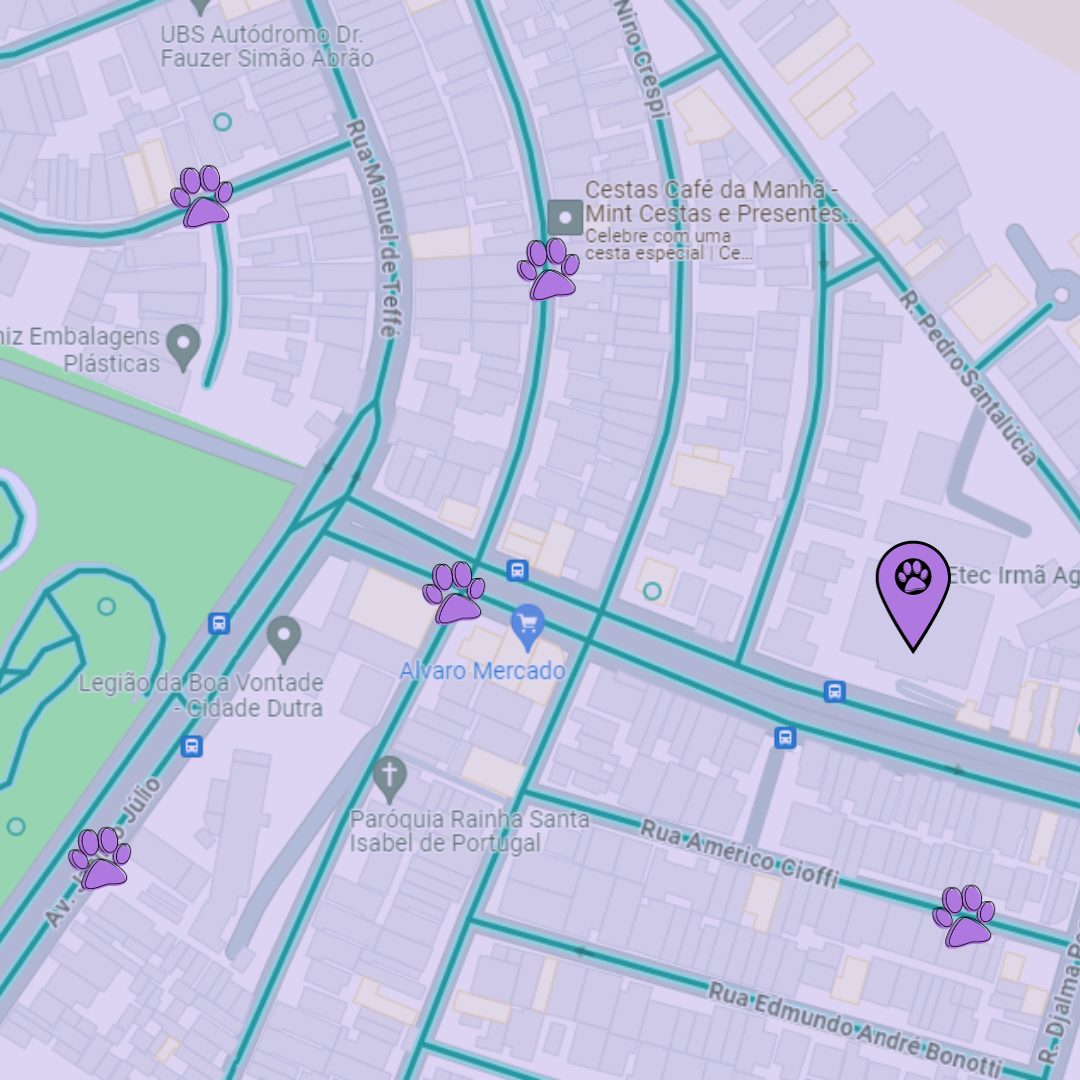 UBS Autódromo Dr.
Fauzer Simão Abrão
Nino Crespi
Rua Manuel de Teffé
Cestas Café da Manhã -
Mint Cestas e Presentes...
Celebre com uma
cesta especial | Ce...
niz Embalagens
Plásticas
R. Pedro Santalúcia
Etec Irmã Ag
Alvaro Mercado
Legião da Boa Vontade
- Cidade Dutra
Av.
Júlio
Paróquia Rainha Santa
Isabel de Portugal
Rua Américo Cioffi
Rua Edmundo André Bonotti
R. Djalma